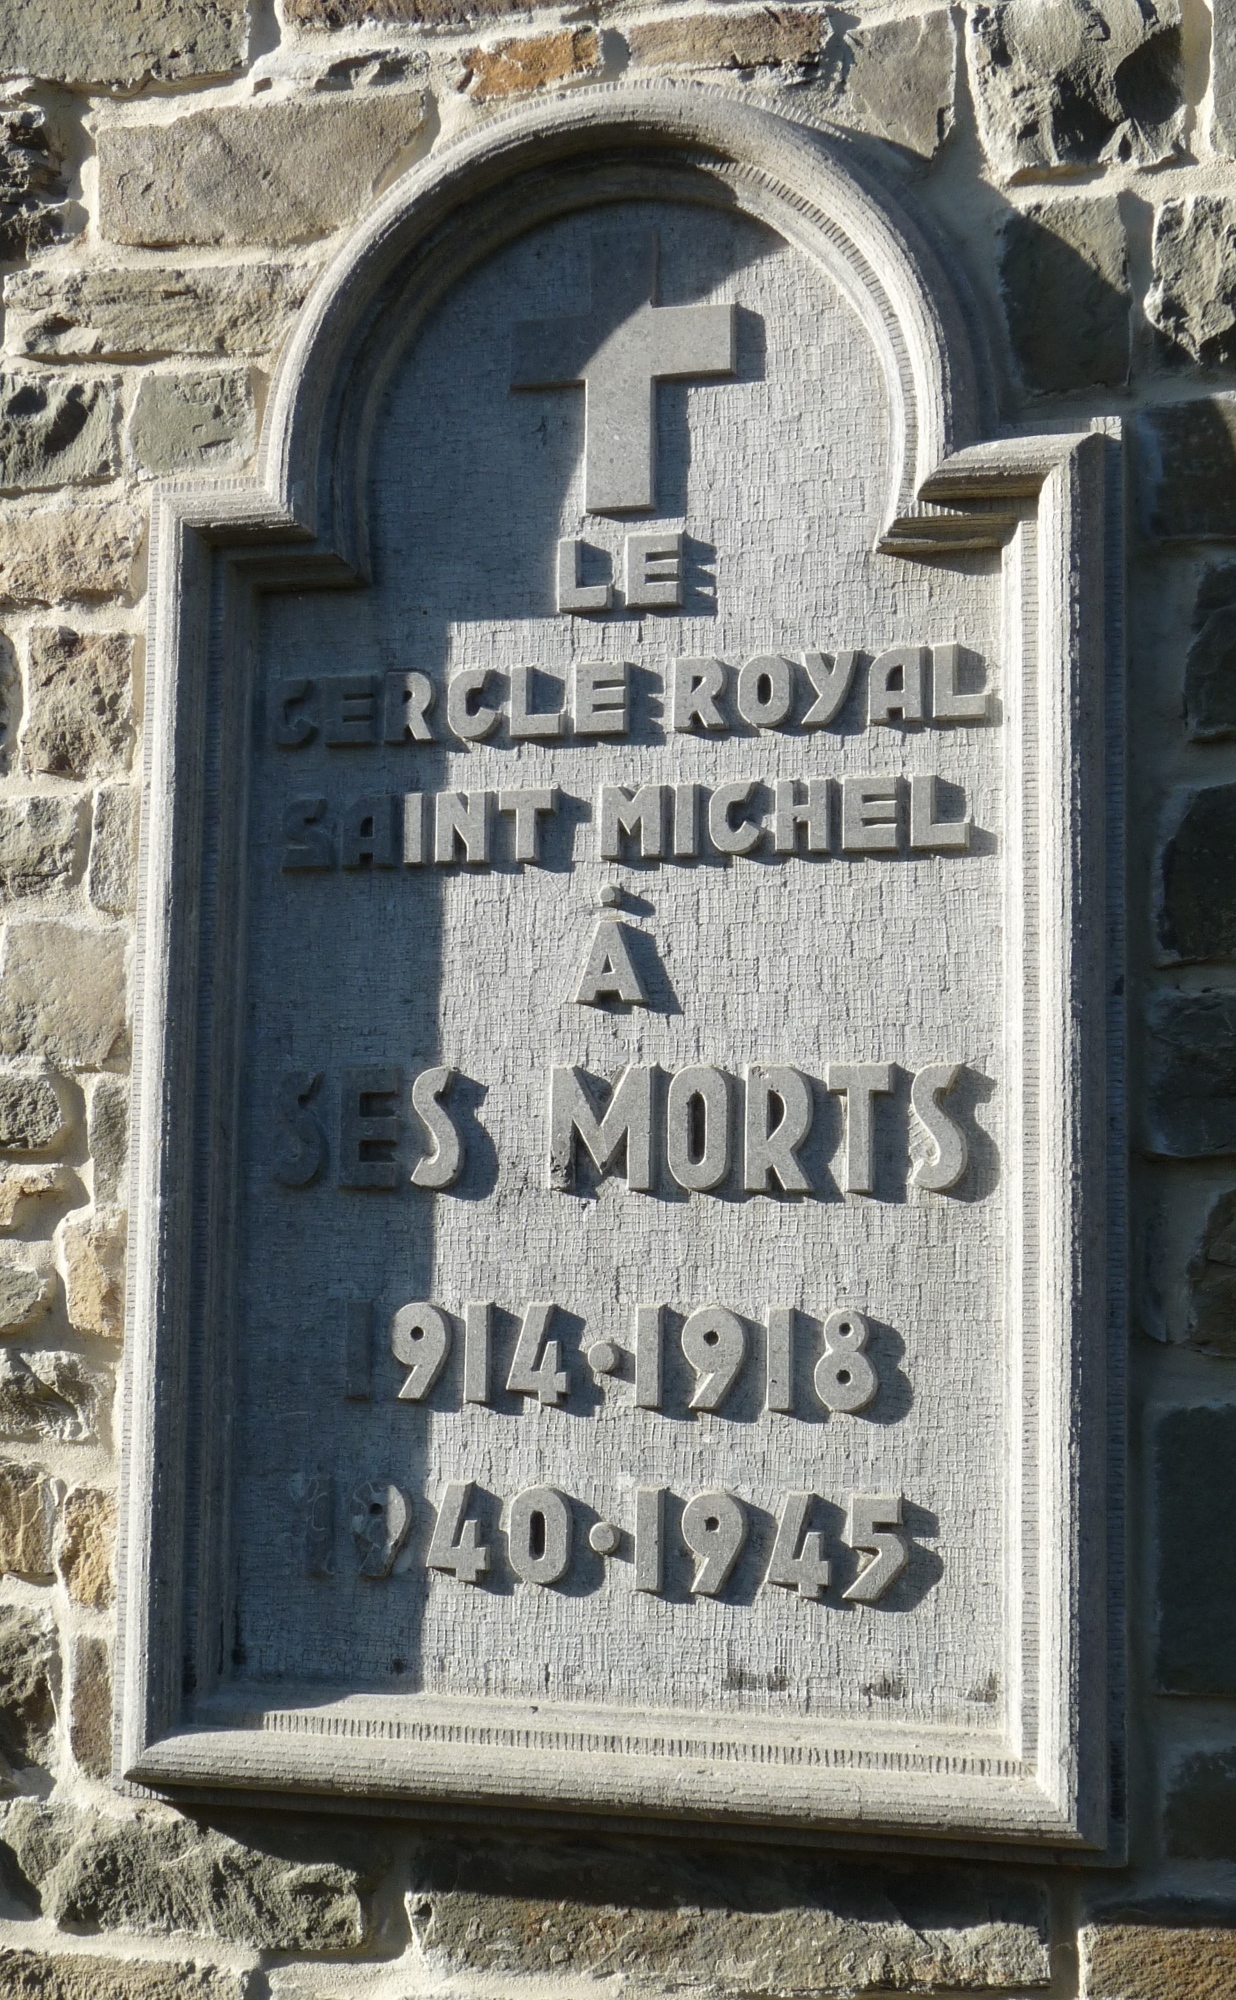 LE
CERCLE ROYAL
SAINT MICHEL
À
SES MORTS
1914·1918
1940·1945